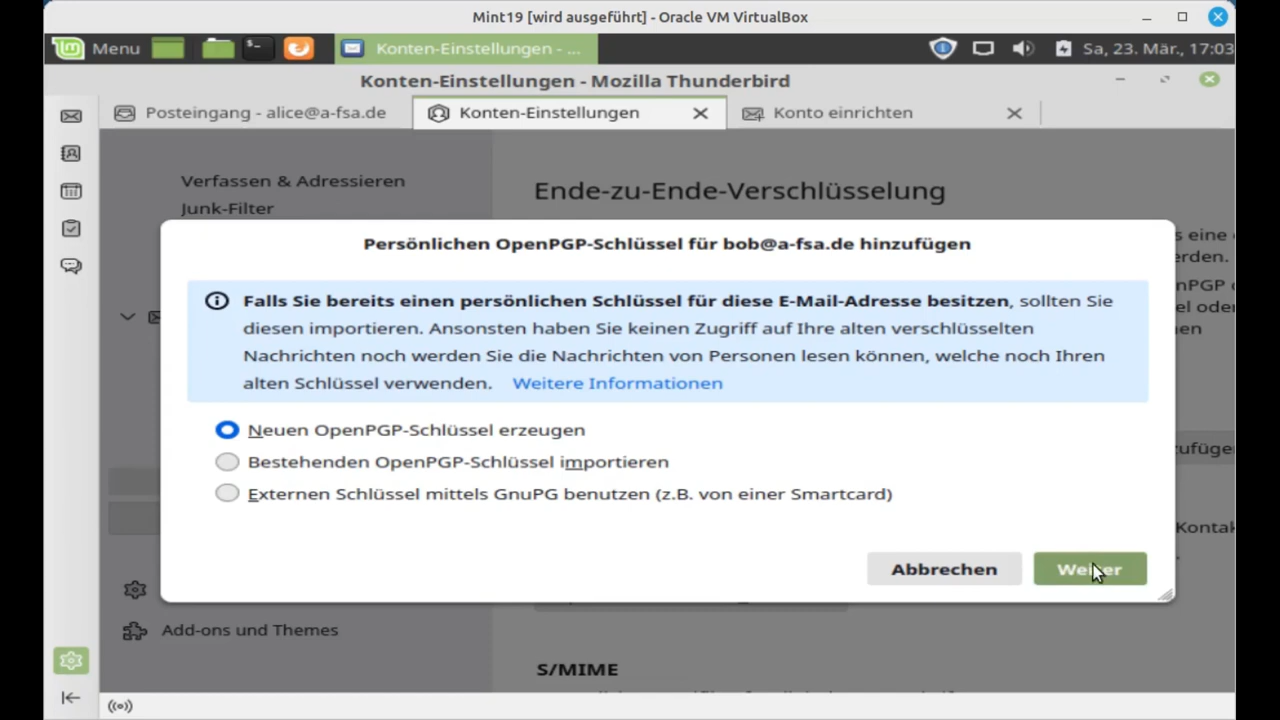 Mint19 [wird ausgeführt] - Oracle VM VirtualBox
Menu
Konten-Einstellungen - ...
Sa, 23. Mär., 17:03
Konten-Einstellungen - Mozilla Thunderbird
Posteingang - alice@a-fsa.de
Konten-Einstellungen
Konto einrichten
Verfassen & Adressieren
Junk-Filter
Ende-zu-Ende-Verschlüsselung
Persönlichen OpenPGP-Schlüssel für bob@a-fsa.de hinzufügen
Falls Sie bereits einen persönlichen Schlüssel für diese E-Mail-Adresse besitzen, sollten Sie
diesen importieren. Ansonsten haben Sie keinen Zugriff auf Ihre alten verschlüsselten
Nachrichten noch werden Sie die Nachrichten von Personen lesen können, welche noch Ihren
alten Schlüssel verwenden. Weitere Informationen
Neuen OpenPGP-Schlüssel erzeugen
Bestehenden OpenPGP-Schlüssel importieren
Externen Schlüssel mittels GnuPG benutzen (z.B. von einer Smartcard)
Abbrechen
Weiter
Add-ons und Themes
S/MIME